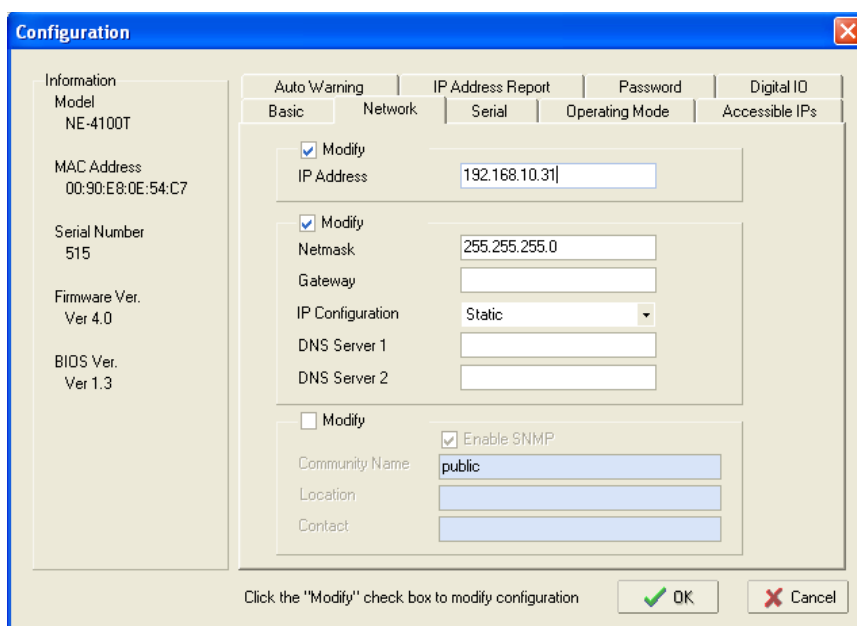 Configuration
Information
Model
NE-4100T
MAC Address
00:90:E8:0E:54:C7
Serial Number
515
Firmware Ver.
Ver 4.0
BIOS Ver.
Ver 1.3
Auto Warning
IP Address Report
Password
Digital IO
Basic
Network
Serial
Operating Mode
Accessible IPs
Modify
IP Address 192.168.10.31
Modify
Netmask 255.255.255.0
Gateway
IP Configuration Static
DNS Server 1
DNS Server 2
Modify
Enable SNMP
Community Name public
Location
Contact
Click the "Modify" check box to modify configuration
OK
Cancel